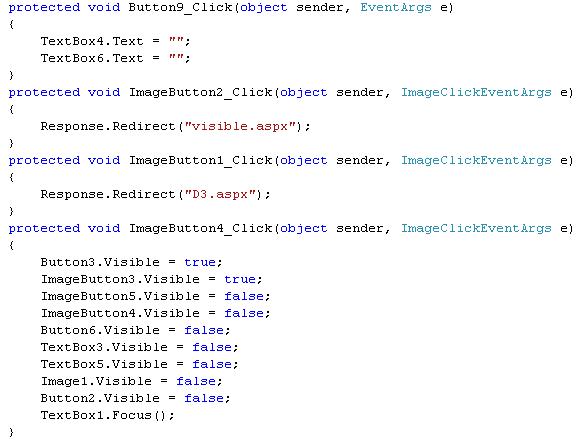 protected void Button9_Click(object sender, EventArgs e)
{
    TextBox4.Text = "";
    TextBox6.Text = "";
}
protected void ImageButton2_Click(object sender, ImageClickEventArgs e)
{
    Response.Redirect("visible.aspx");
}
protected void ImageButton1_Click(object sender, ImageClickEventArgs e)
{
    Response.Redirect("D3.aspx");
}
protected void ImageButton4_Click(object sender, ImageClickEventArgs e)
{
    Button3.Visible = true;
    ImageButton3.Visible = true;
    ImageButton5.Visible = false;
    ImageButton4.Visible = false;
    Button6.Visible = false;
    TextBox3.Visible = false;
    TextBox5.Visible = false;
    Image1.Visible = false;
    Button2.Visible = false;
    TextBox1.Focus();
}